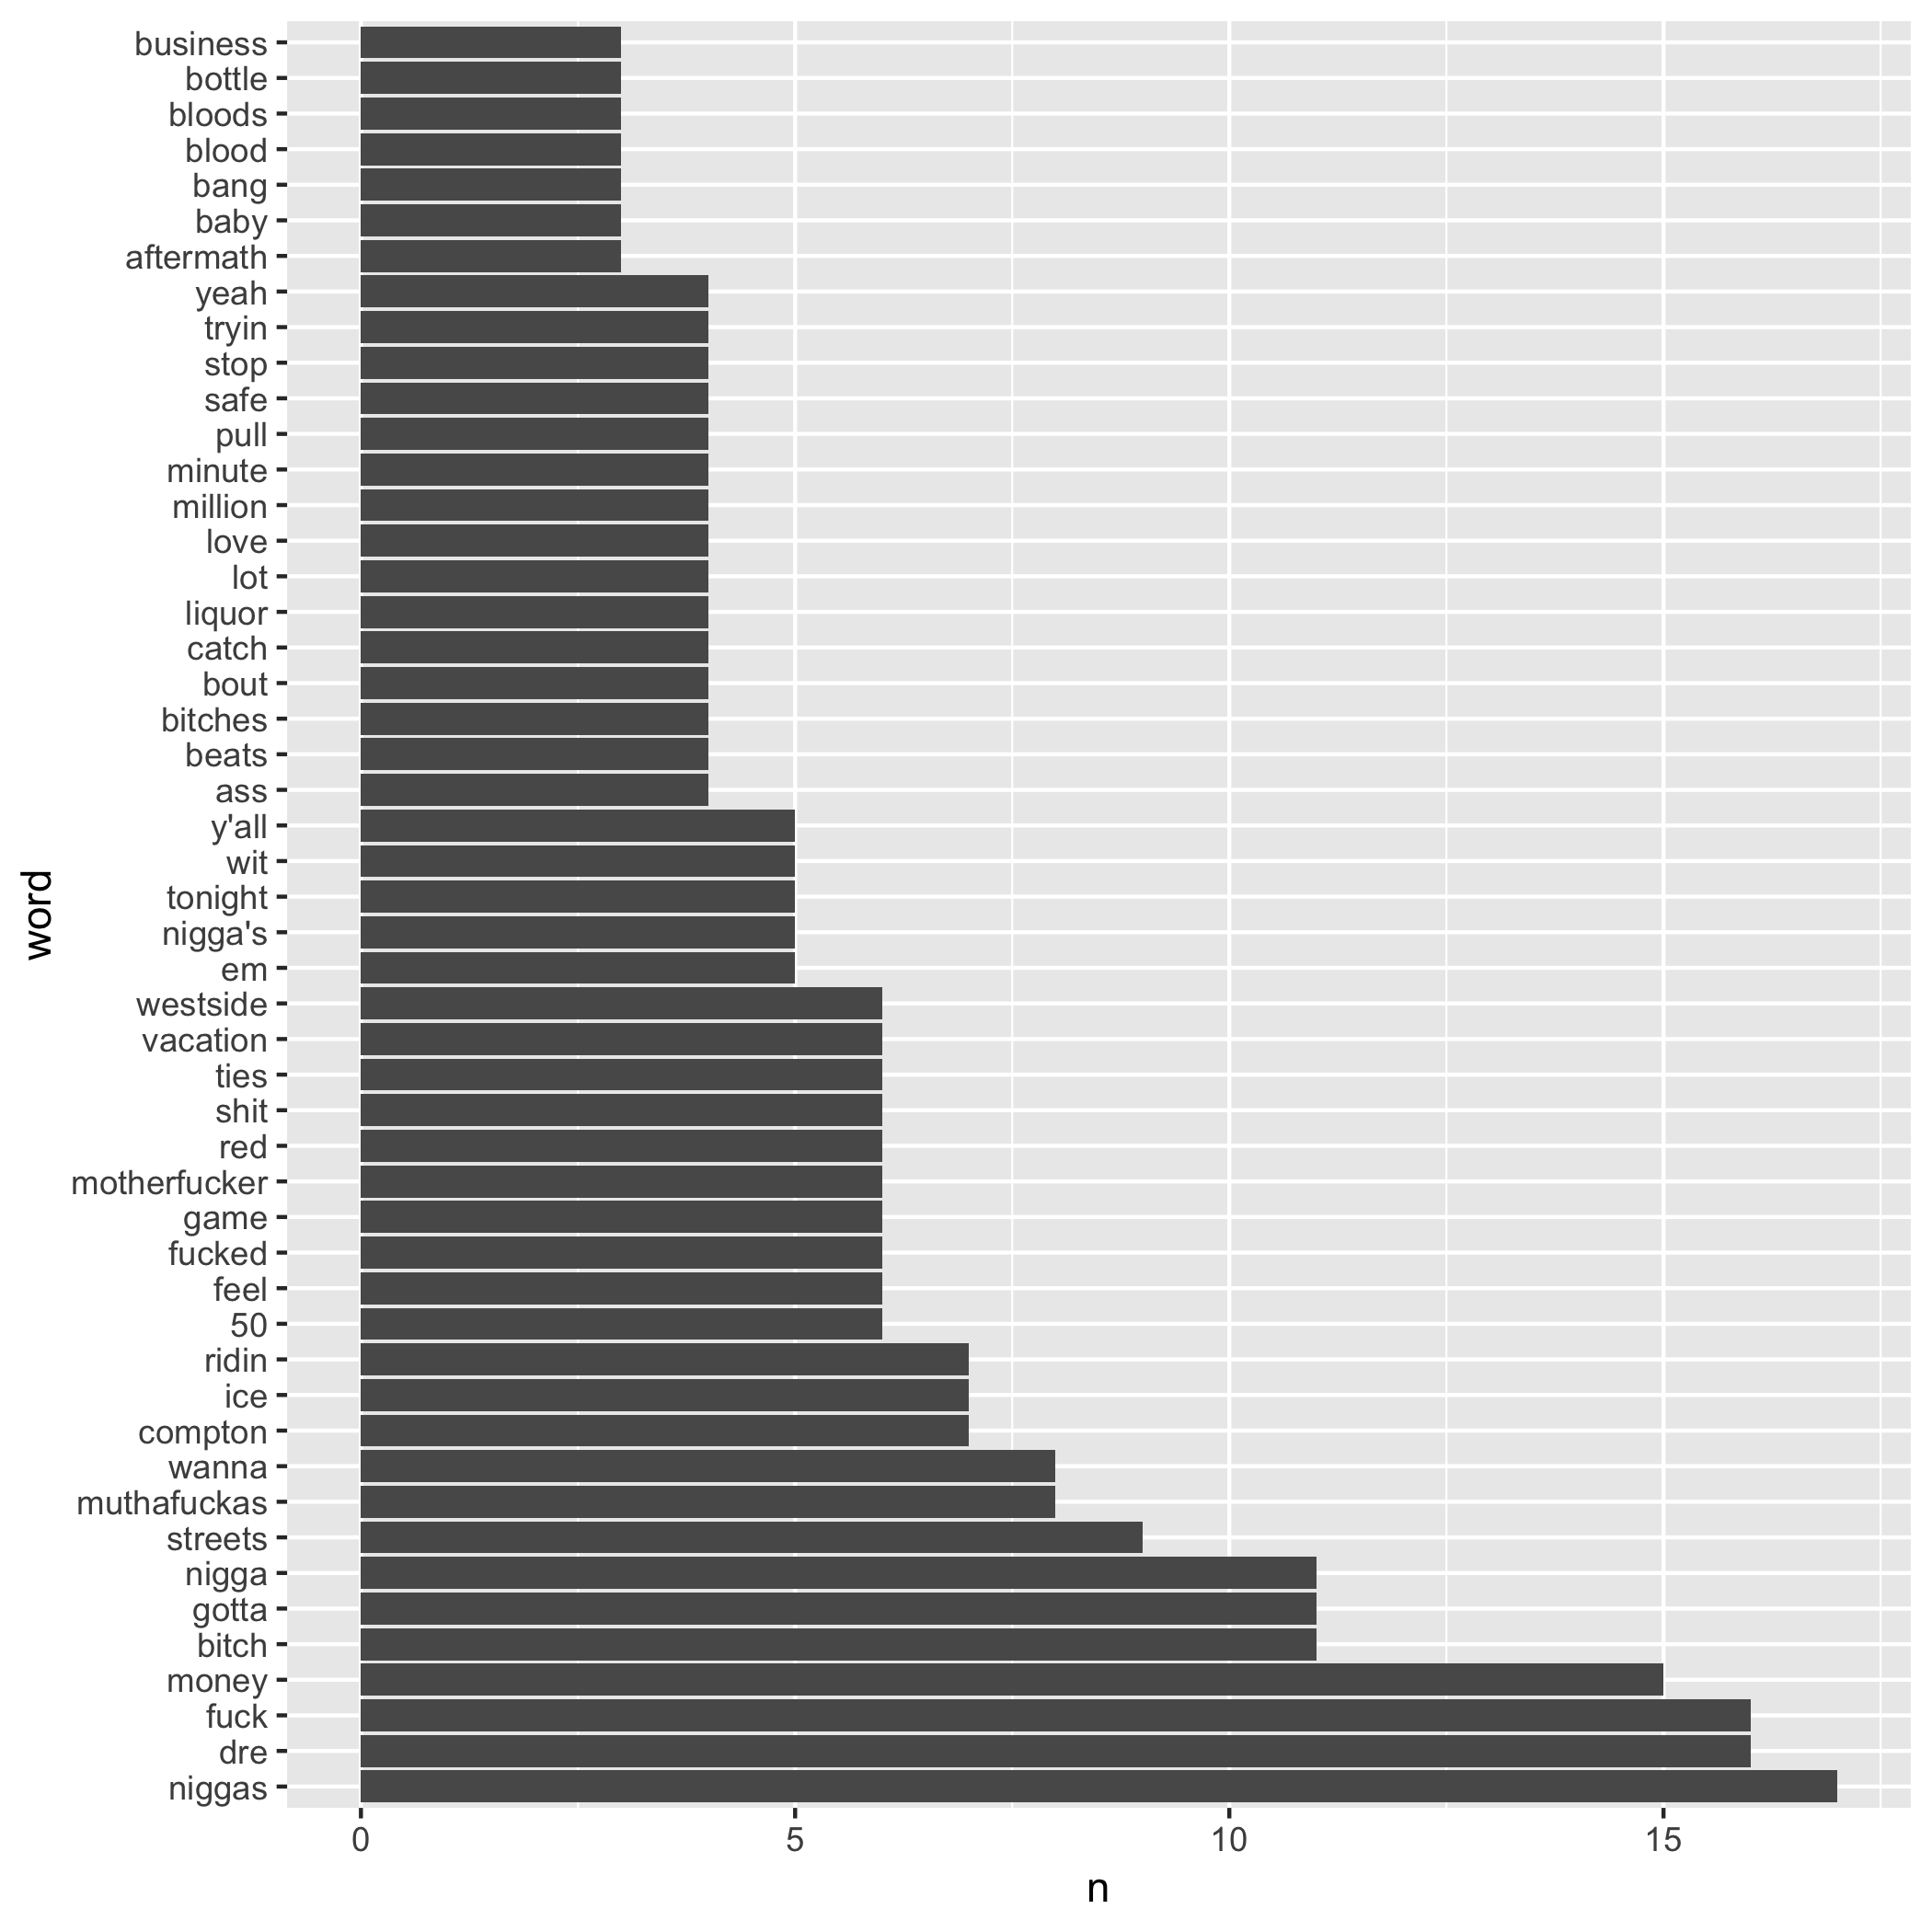 business
bottle
bloods
blood
bang
baby
aftermath
yeah
tryin
stop
safe
pull
minute
million
love
lot
liquor
catch
bout
bitches
beats
ass
y'all
wit
tonight
nigga's
em
westside
vacation
ties
shit
red
motherfucker
game
fucked
feel
50
ridin
ice
compton
wanna
muthafuckas
streets
nigga
gotta
bitch
money
fuck
dre
niggas
word
0 5 10 15
n